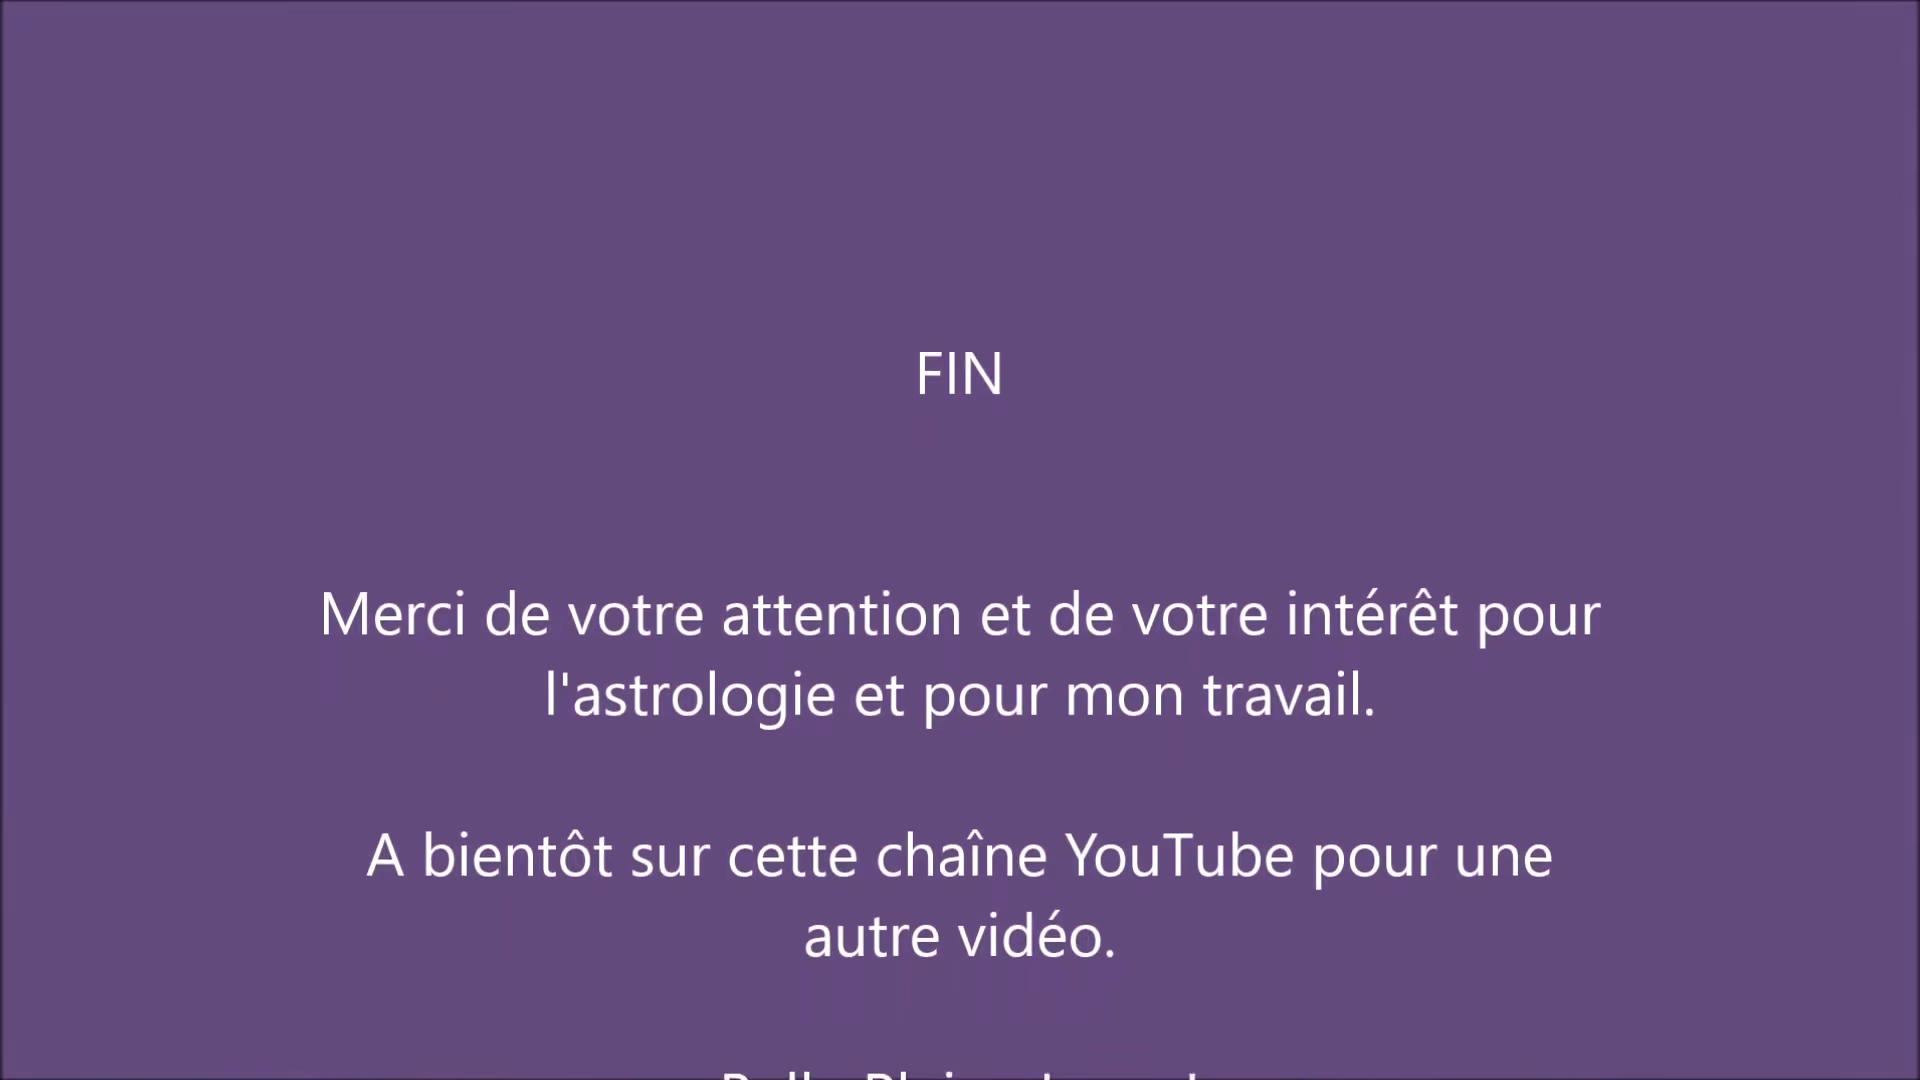 FIN
Merci de votre attention et de votre intérêt pour
l'astrologie et pour mon travail.
A bientôt sur cette chaîne YouTube pour une
autre vidéo.